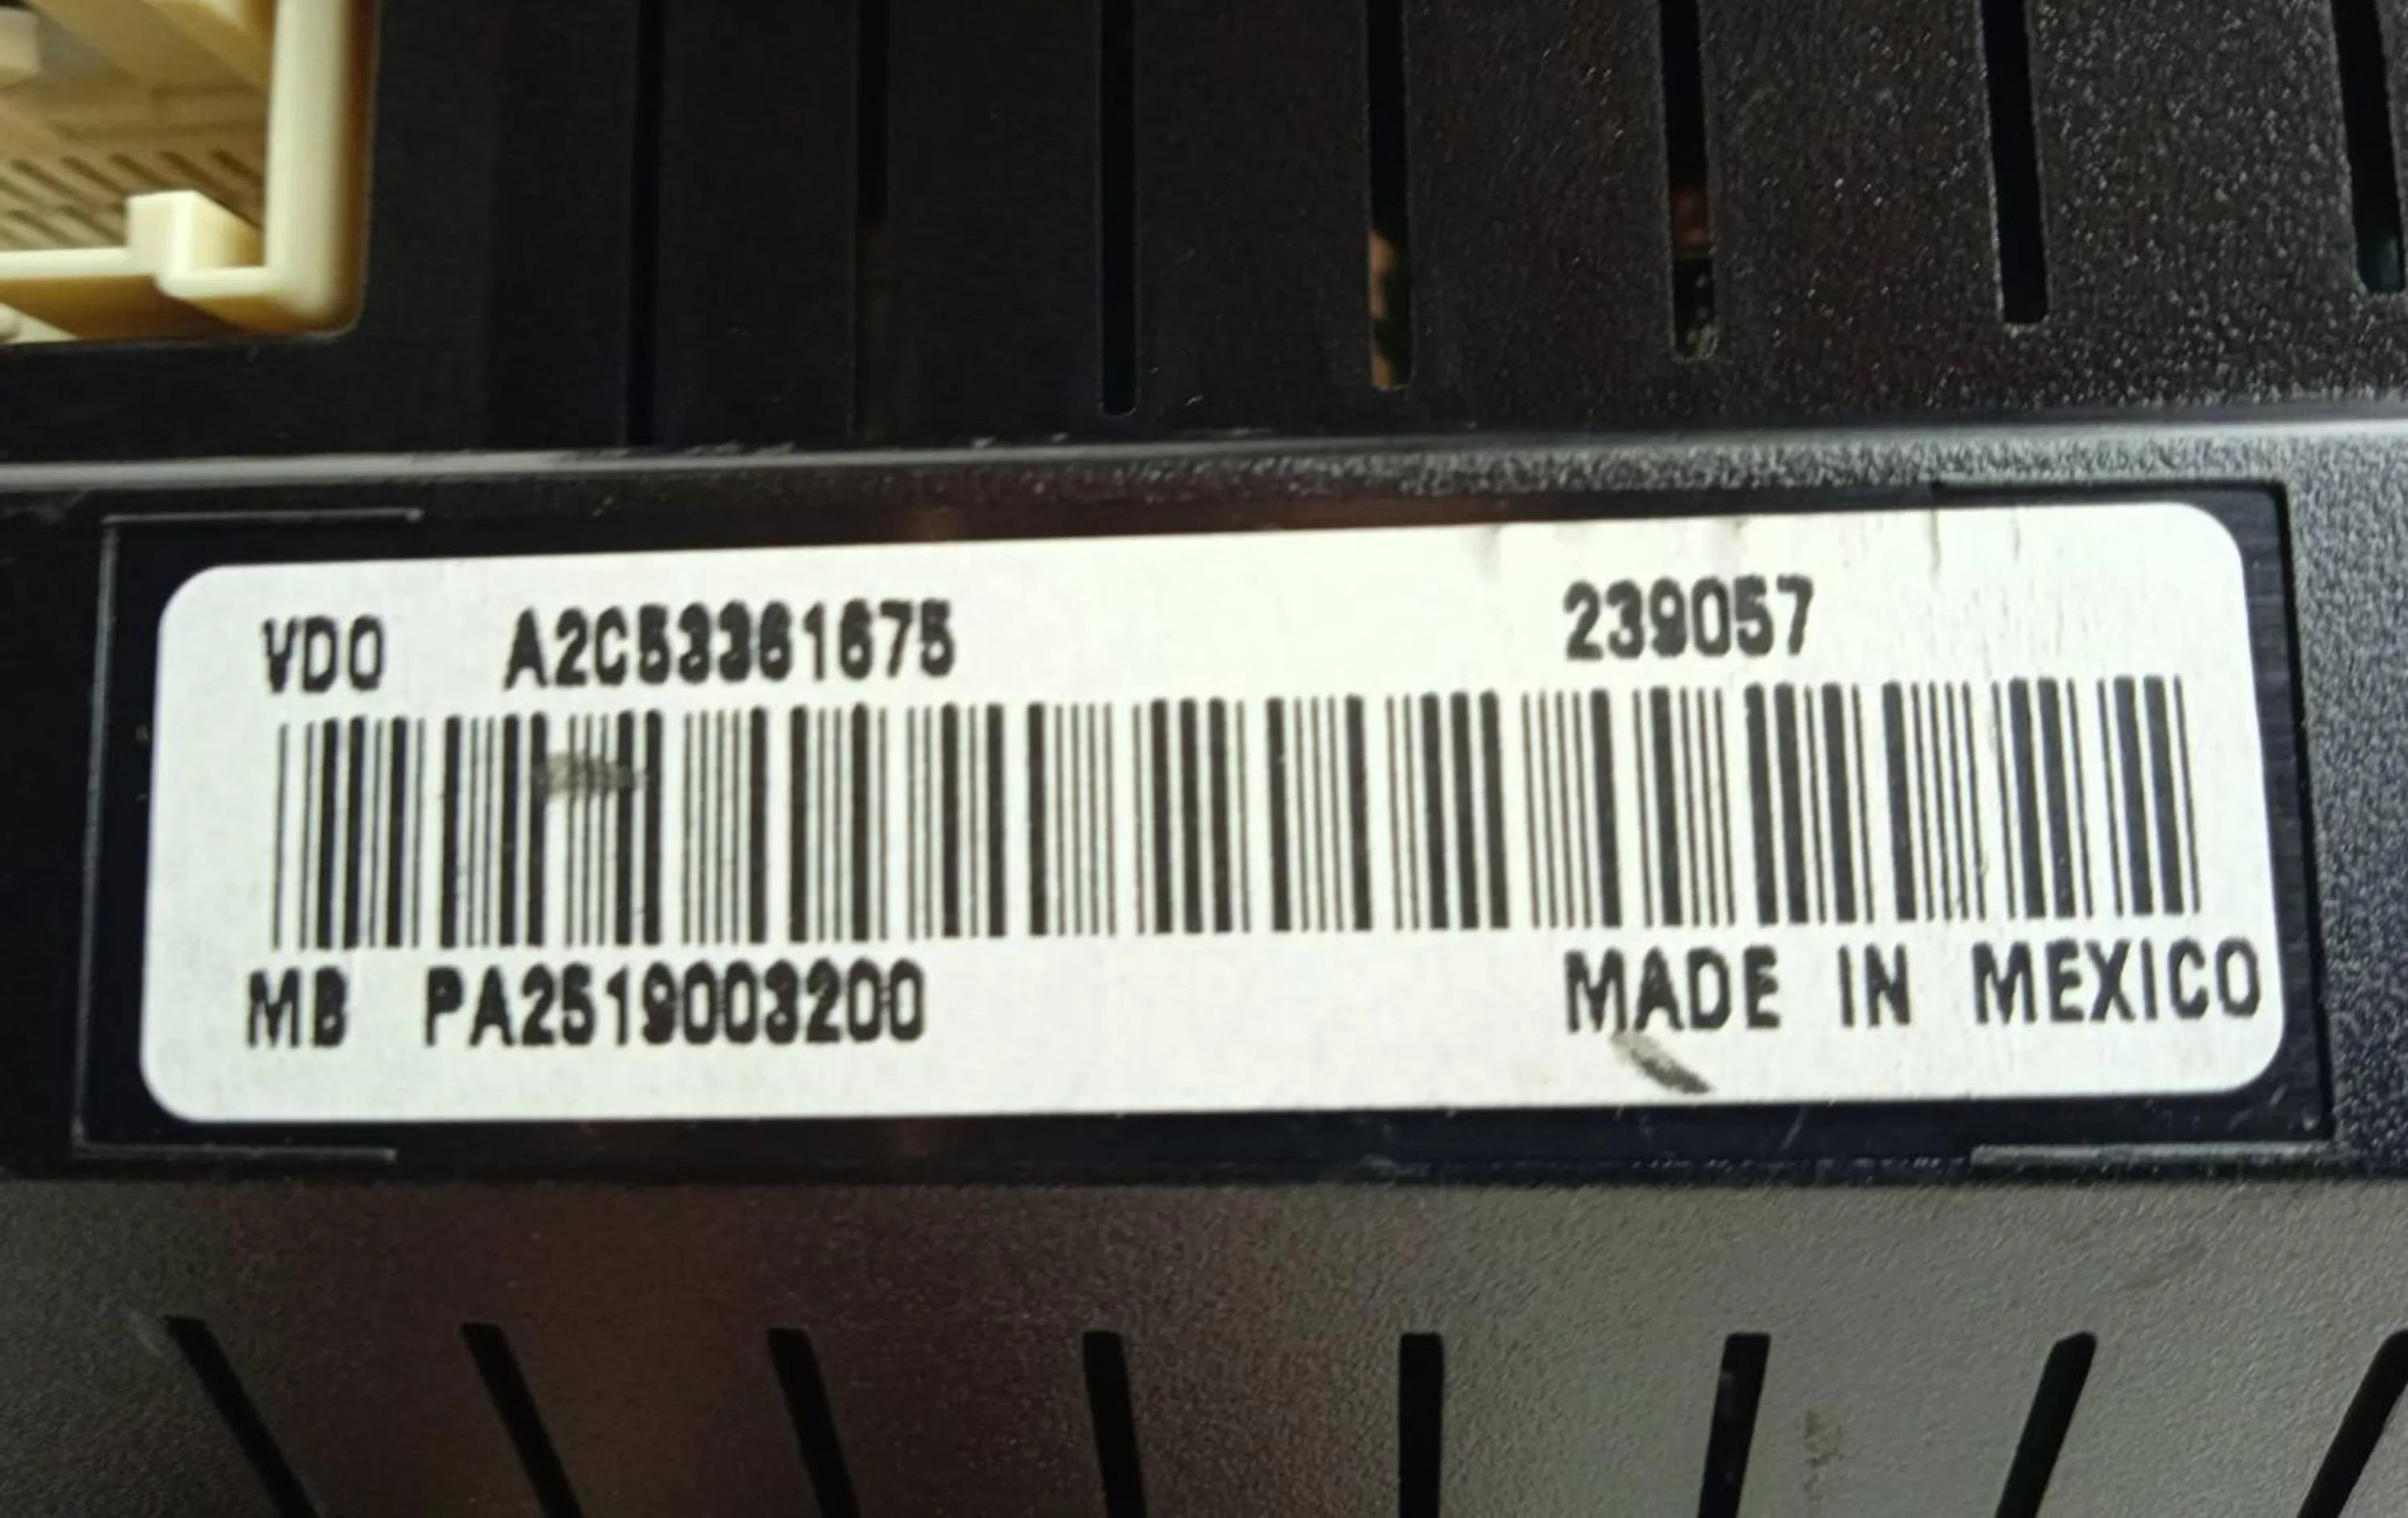 VDO A2C53361675 239057
MB PA2519003200 MADE IN MEXICO